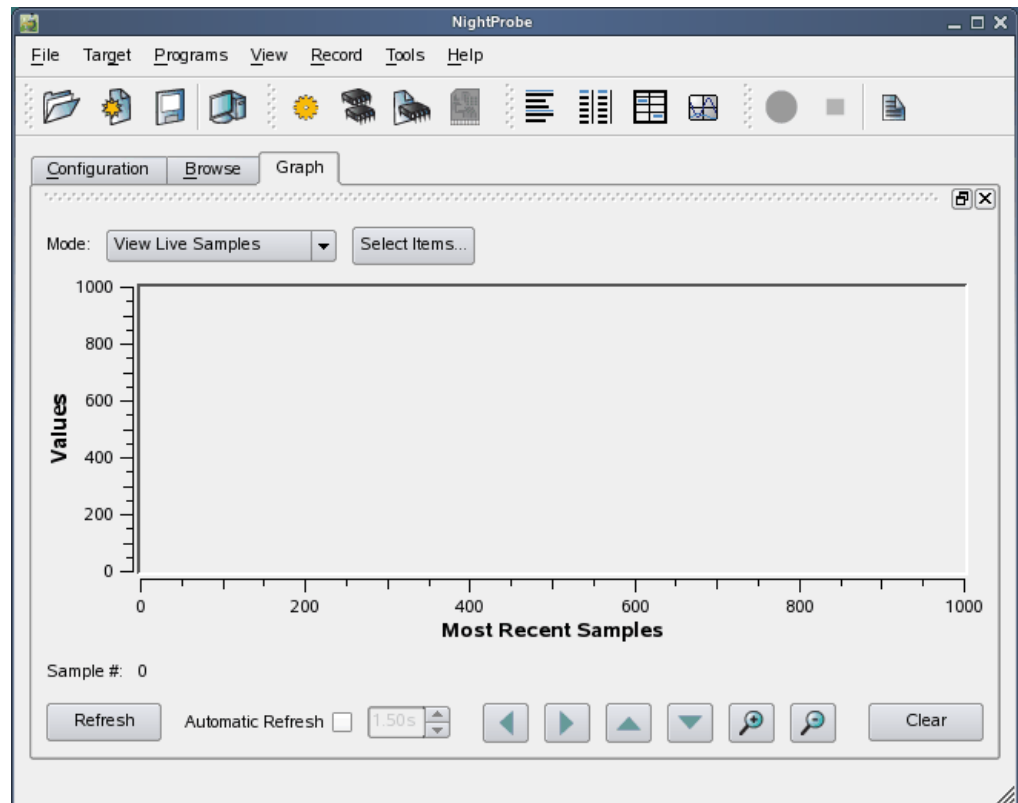 NightProbe
File Target Programs View Record Tools Help
Configuration Browse Graph
Mode: View Live Samples Select Items...
1000
800
600
400
200
0
Values
0 200 400 600 800 1000
Most Recent Samples
Sample #: 0
Refresh Automatic Refresh 1.50s Clear